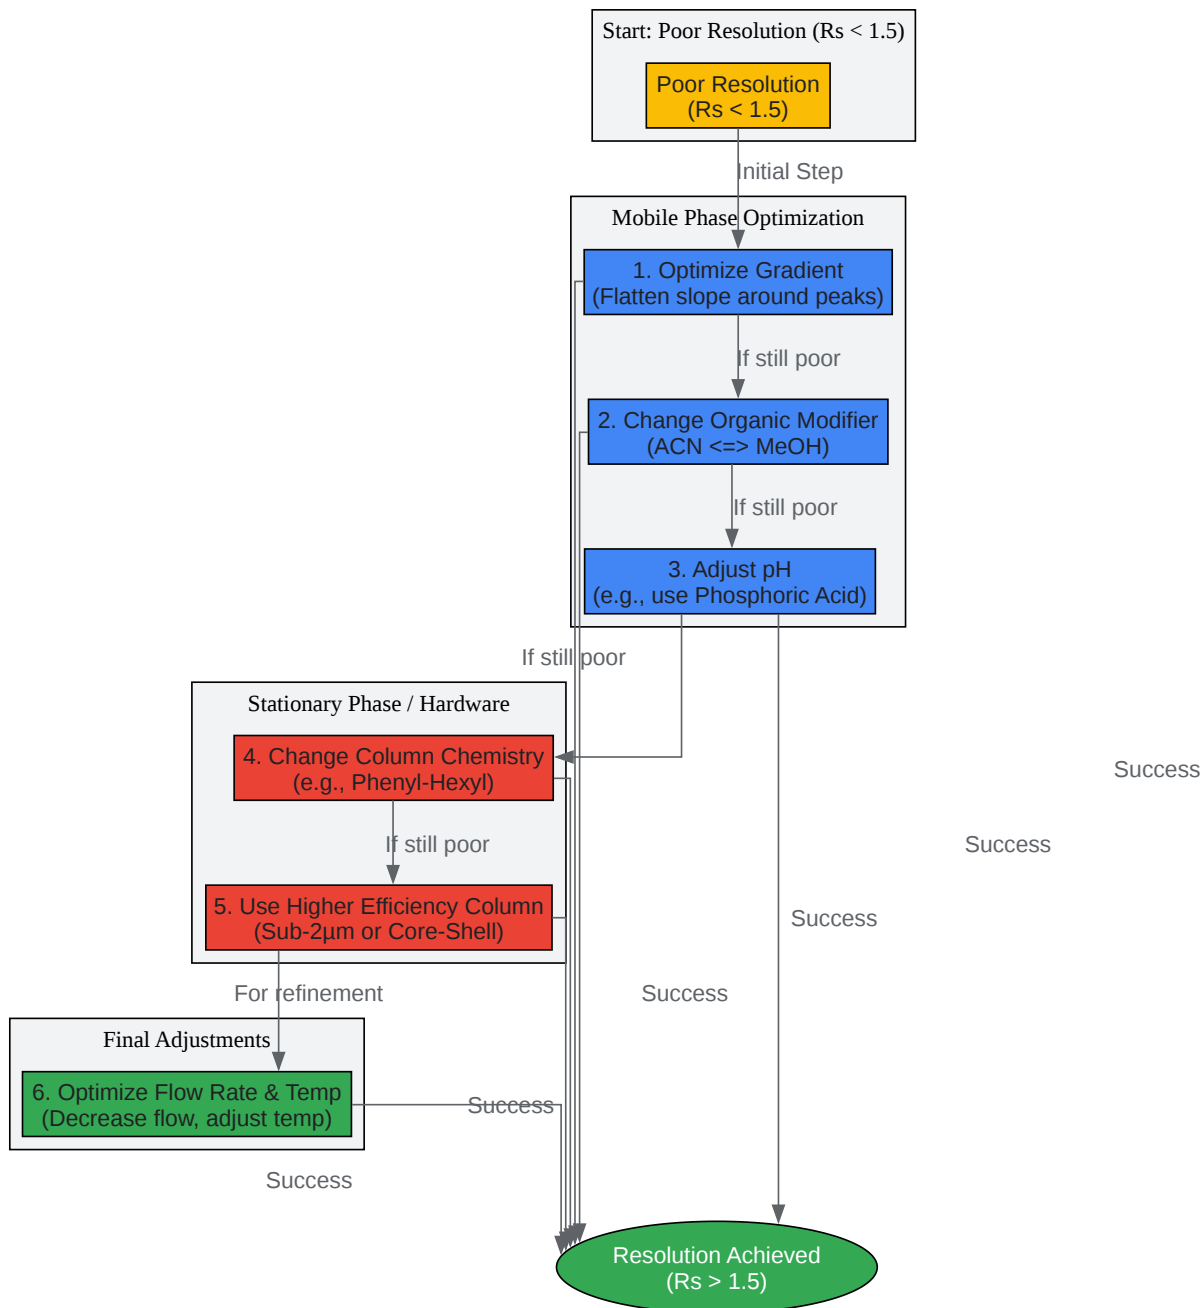 Start: Poor Resolution (Rs < 1.5)
Poor Resolution
(Rs < 1.5)
Initial Step
Mobile Phase Optimization
1. Optimize Gradient
(Flatten slope around peaks)
If still poor
2. Change Organic Modifier
(ACN <=> MeOH)
If still poor
3. Adjust pH
(e.g., use Phosphoric Acid)
If still poor
Stationary Phase / Hardware
4. Change Column Chemistry
(e.g., Phenyl-Hexyl)
Success
If still poor
Success
5. Use Higher Efficiency Column
(Sub-2µm or Core-Shell)
Success
For refinement
Success
Final Adjustments
6. Optimize Flow Rate & Temp
(Decrease flow, adjust temp)
Success
Success
Resolution Achieved
(Rs > 1.5)